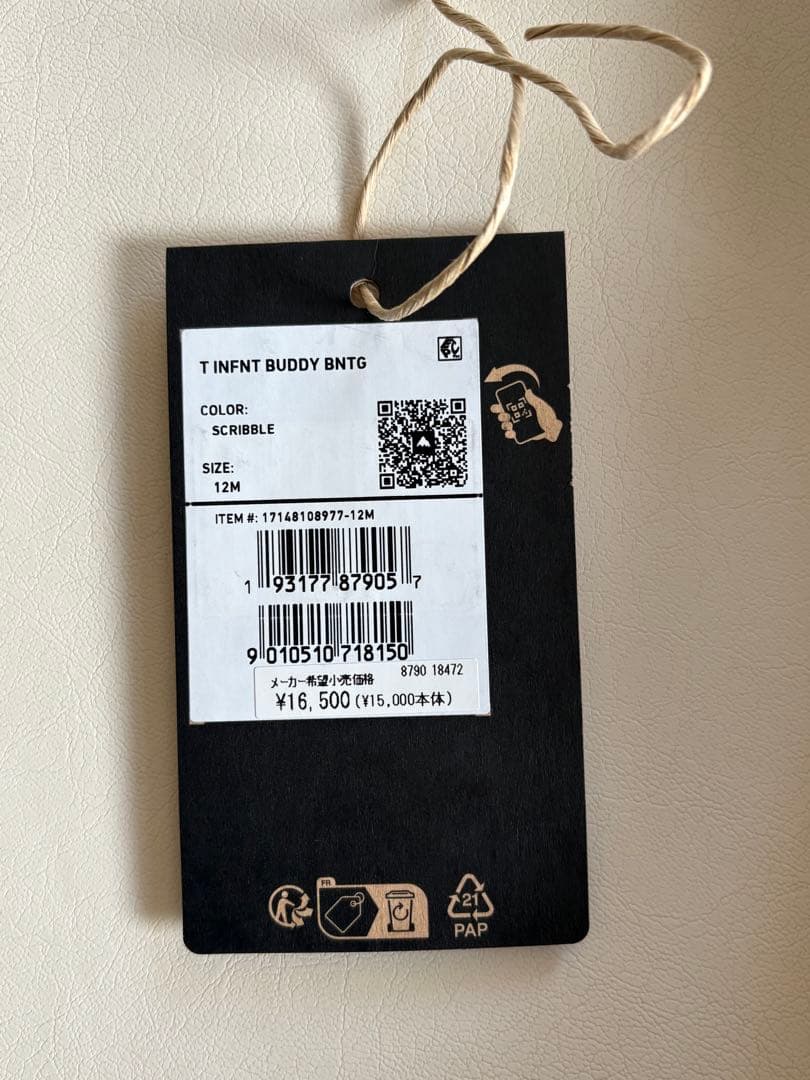 T INFNT BUDDY BNTG
COLOR:
SCRIBBLE
SIZE:
12M
ITEM #: 17148108977-12M
1 93177 87905 7
9 010510 718150
8790 18472
メーカー希望小売価格
¥16,500(¥15,000本体)
FR
21
PAP